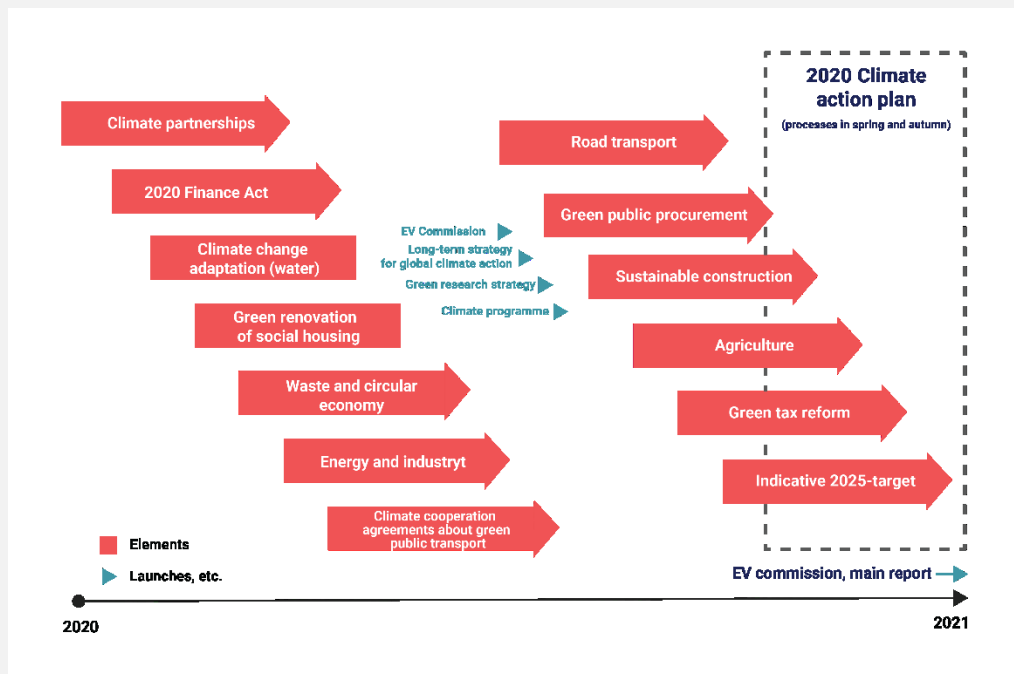 2020 Climate
action plan
(processes in spring and autumn)
Climate partnerships
Road transport
2020 Finance Act
Green public procurement
EV Commission
Climate change
adaptation (water)
Long-term strategy
for global climate action
Sustainable construction
Green research strategy
Climate programme
Green renovation
of social housing
Agriculture
Waste and circular
economy
Green tax reform
Energy and industryt
Indicative 2025-target
Climate cooperation
agreements about green
public transport
Elements
Launches, etc.
EV commission, main report
2020
2021